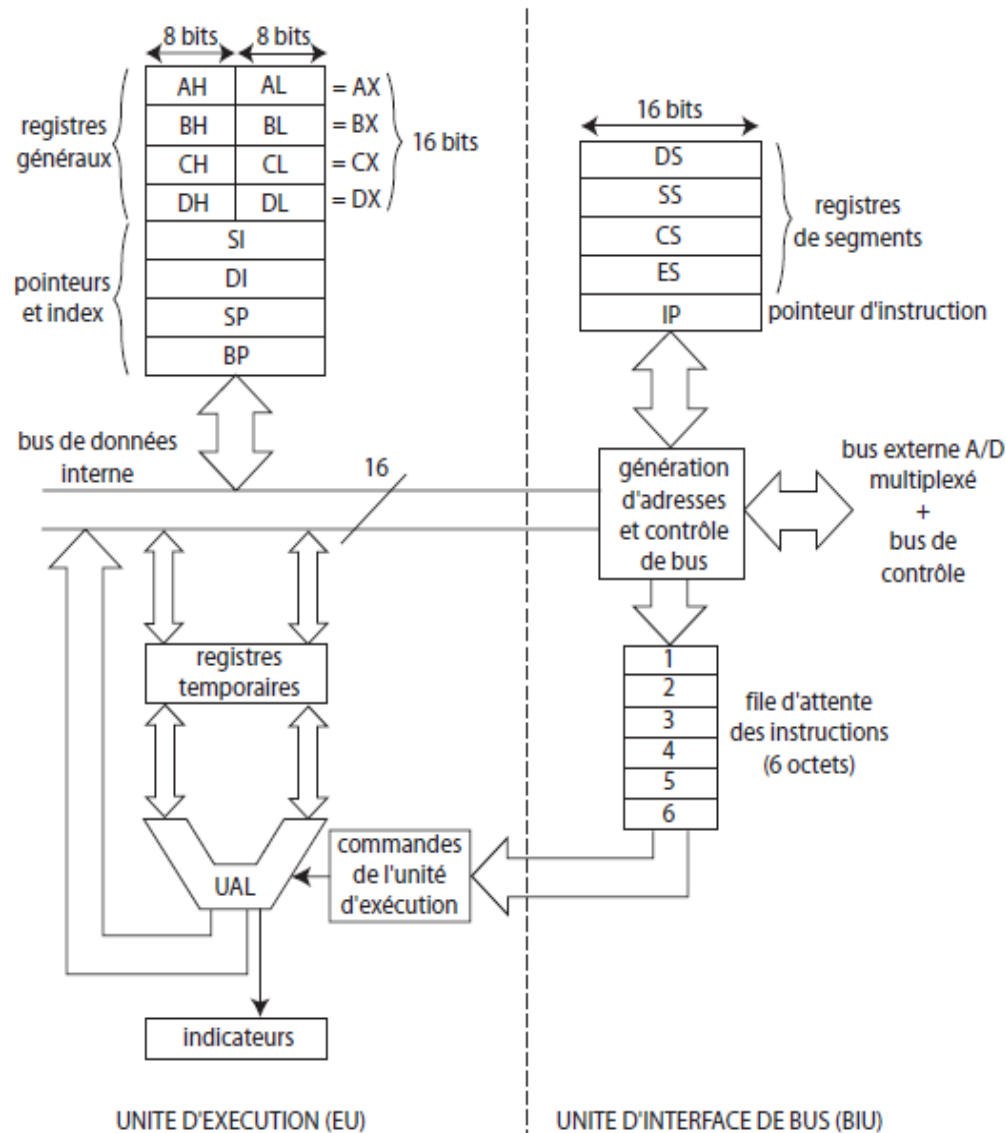 8 bits
8 bits
AH
AL
= AX
BH
BL
= BX
CH
CL
= CX
DH
DL
= DX
registres
généraux
16 bits
SI
DI
SP
BP
pointeurs
et index
16 bits
DS
SS
CS
ES
IP
registres
de segments
pointeur d'instruction
bus de données
interne
16
génération
d'adresses
et contrôle
de bus
bus externe A/D
multiplexé
+
bus de
contrôle
registres
temporaires
1
2
3
4
5
6
file d'attente
des instructions
(6 octets)
UAL
commandes
de l'unité
d'exécution
indicateurs
UNITE D'EXECUTION (EU)
UNITE D'INTERFACE DE BUS (BIU)